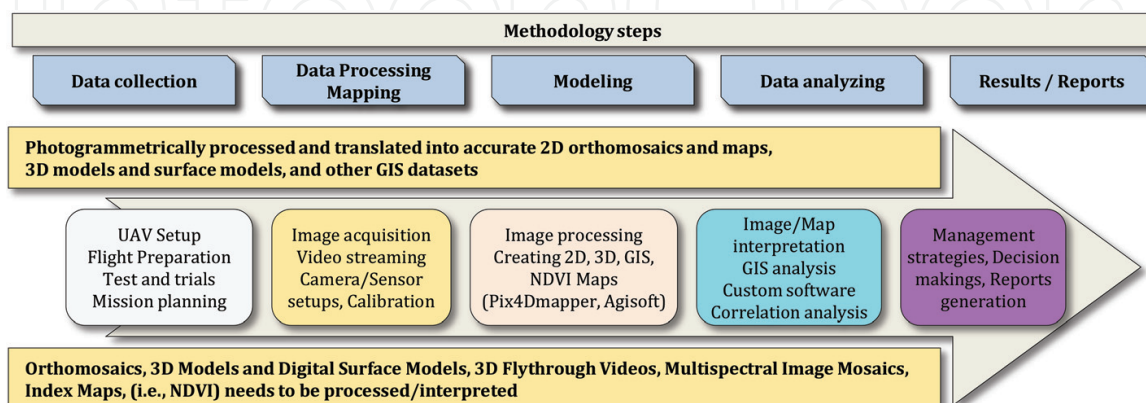 Methodology steps
Data collection
Data Processing
Mapping
Modeling
Data analyzing
Results / Reports
Photogrammetrically processed and translated into accurate 2D orthomosaics and maps,
3D models and surface models, and other GIS datasets
UAV Setup
Flight Preparation
Test and trials
Mission planning
Image acquisition
Video streaming
Camera/Sensor
setups, Calibration
Image processing
Creating 2D, 3D, GIS,
NDVI Maps
(Pix4Dmapper, Agisoft)
Image/Map
interpretation
GIS analysis
Custom software
Correlation analysis
Management
strategies, Decision
makings, Reports
generation
Orthomosaics, 3D Models and Digital Surface Models, 3D Flythrough Videos, Multispectral Image Mosaics,
Index Maps, (i.e., NDVI) needs to be processed/interpreted